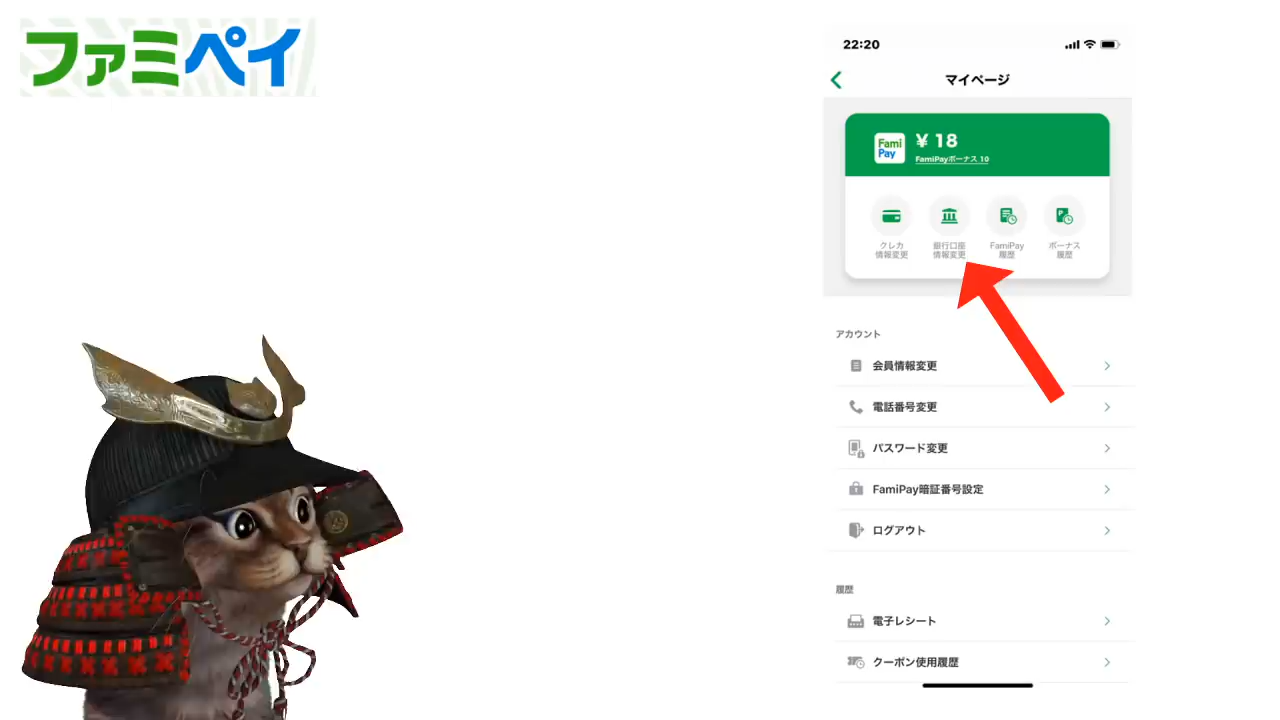 ファミペイ
22:20
マイページ
Fami
Pay
¥ 18
FamiPayボーナス 10
クレカ
情報変更
銀行口座
情報変更
FamiPay
履歴
ボーナス
履歴
アカウント
会員情報変更
電話番号変更
パスワード変更
FamiPay暗証番号設定
ログアウト
履歴
電子レシート
クーポン使用履歴